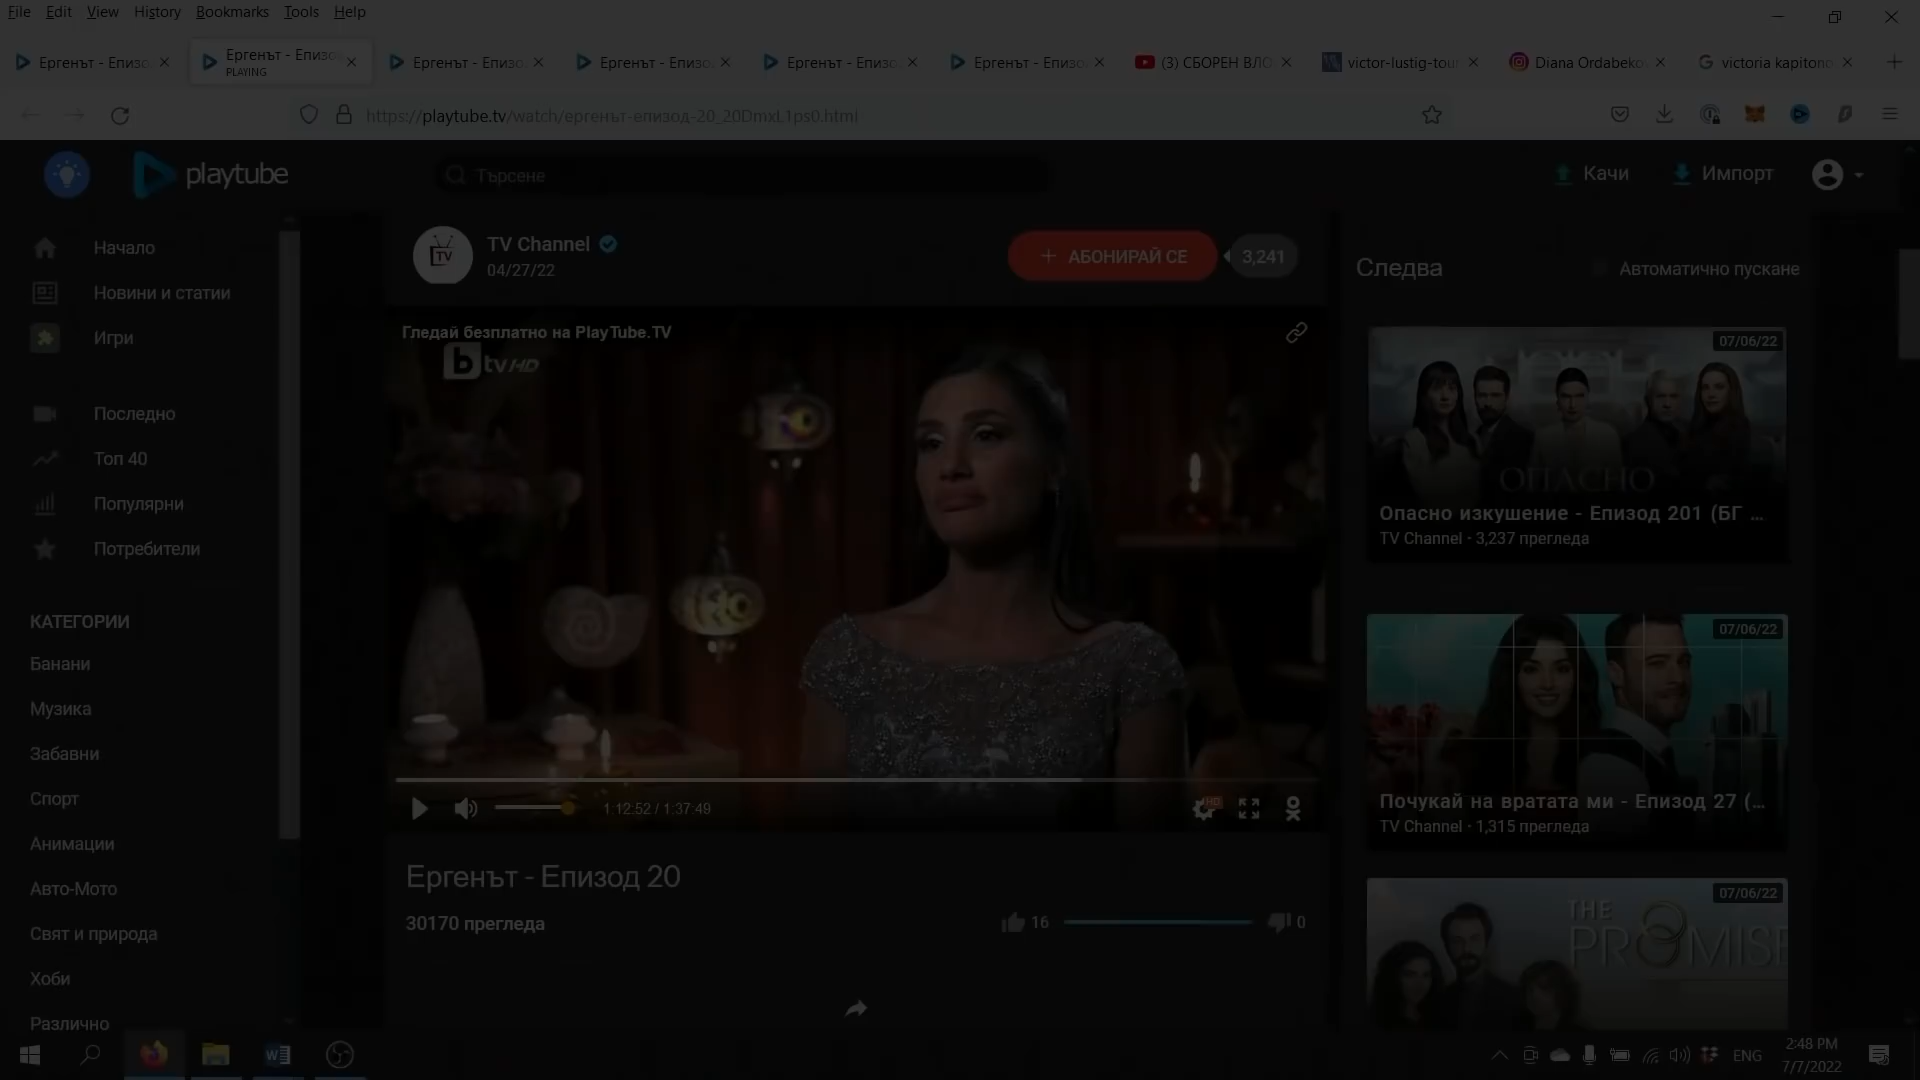 File Edit View History Bookmarks Tools Help
Ергенът - Епизо
Ергенът - Епизо
PLAYING
Ергенът - Епизо
Ергенът - Епизо
Ергенът - Епизо
Ергенът - Епизо
(3) СБОРЕН ВЛО
victor-lustig-tour
Diana Ordabeko
victoria kapitono
https://playtube.tv/watch/ергенът-епизод-20_20DmxL1ps0.html
playtube
Търсене
Качи
Импорт
Начало
Новини и статии
Игри
Последно
Топ 40
Популярни
Потребители
КАТЕГОРИИ
Банани
Музика
Забавни
Спорт
Анимации
Авто-Мото
Свят и природа
Хоби
Различно
TV
TV Channel
04/27/22
+ АБОНИРАЙ СЕ
3,241
Гледай безплатно на PlayTube.TV
b tv HD
1:12:52 / 1:37:49
HD
Ергенът - Епизод 20
30170 прегледа
16
0
Следва
Автоматично пускане
07/06/22
ОПАСНО
Опасно изкушение - Епизод 201 (БГ ...
TV Channel · 3,237 прегледа
07/06/22
Почукай на вратата ми - Епизод 27 (...
TV Channel · 1,315 прегледа
07/06/22
THE
PROMISE
ENG
2:48 PM
7/7/2022